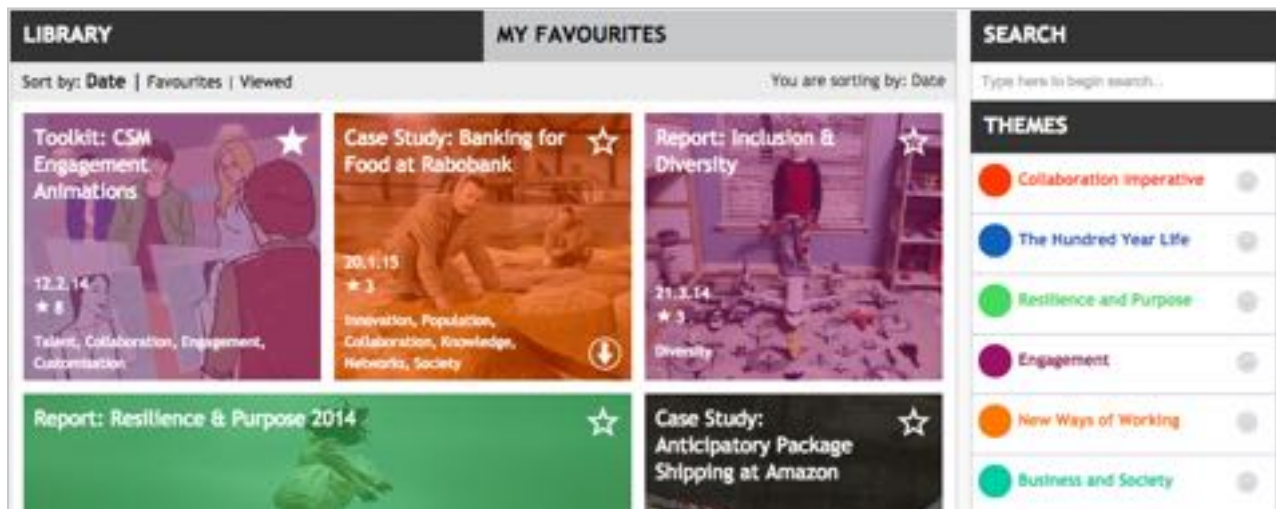 LIBRARY
MY FAVOURITES
Sort by: Date | Favourites | Viewed
You are sorting by: Date
Toolkit: CSM
Engagement
Animations
12.2.14
★ 8
Talent, Collaboration, Engagement,
Customisation
Case Study: Banking for
Food at Rabobank
20.1.15
★ 3
Innovation, Population,
Collaboration, Knowledge,
Networks, Society
Report: Inclusion &
Diversity
21.3.14
★ 3
Diversity
Report: Resilience & Purpose 2014
Case Study:
Anticipatory Package
Shipping at Amazon
SEARCH
Type here to begin search...
THEMES
Collaboration Imperative
The Hundred Year Life
Resilience and Purpose
Engagement
New Ways of Working
Business and Society